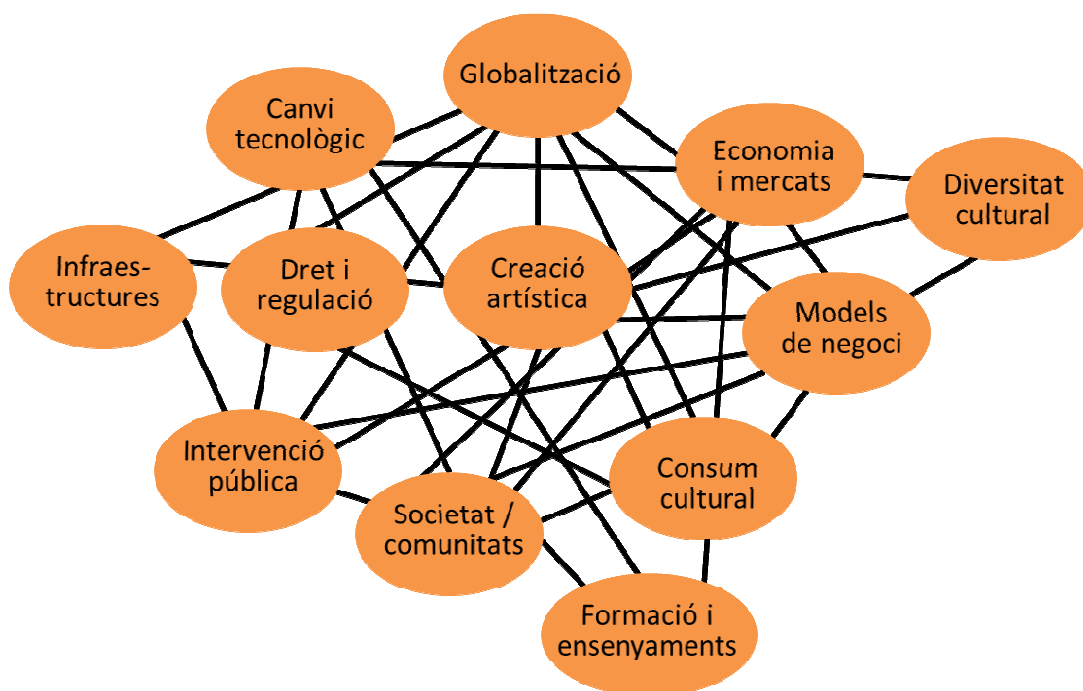 Globalització
Canvi
tecnològic
Economia
i mercats
Diversitat
cultural
Infraes-
tructures
Dret i
regulació
Creació
artística
Models
de negoci
Intervenció
pública
Consum
cultural
Societat /
comunitats
Formació i
ensenyaments